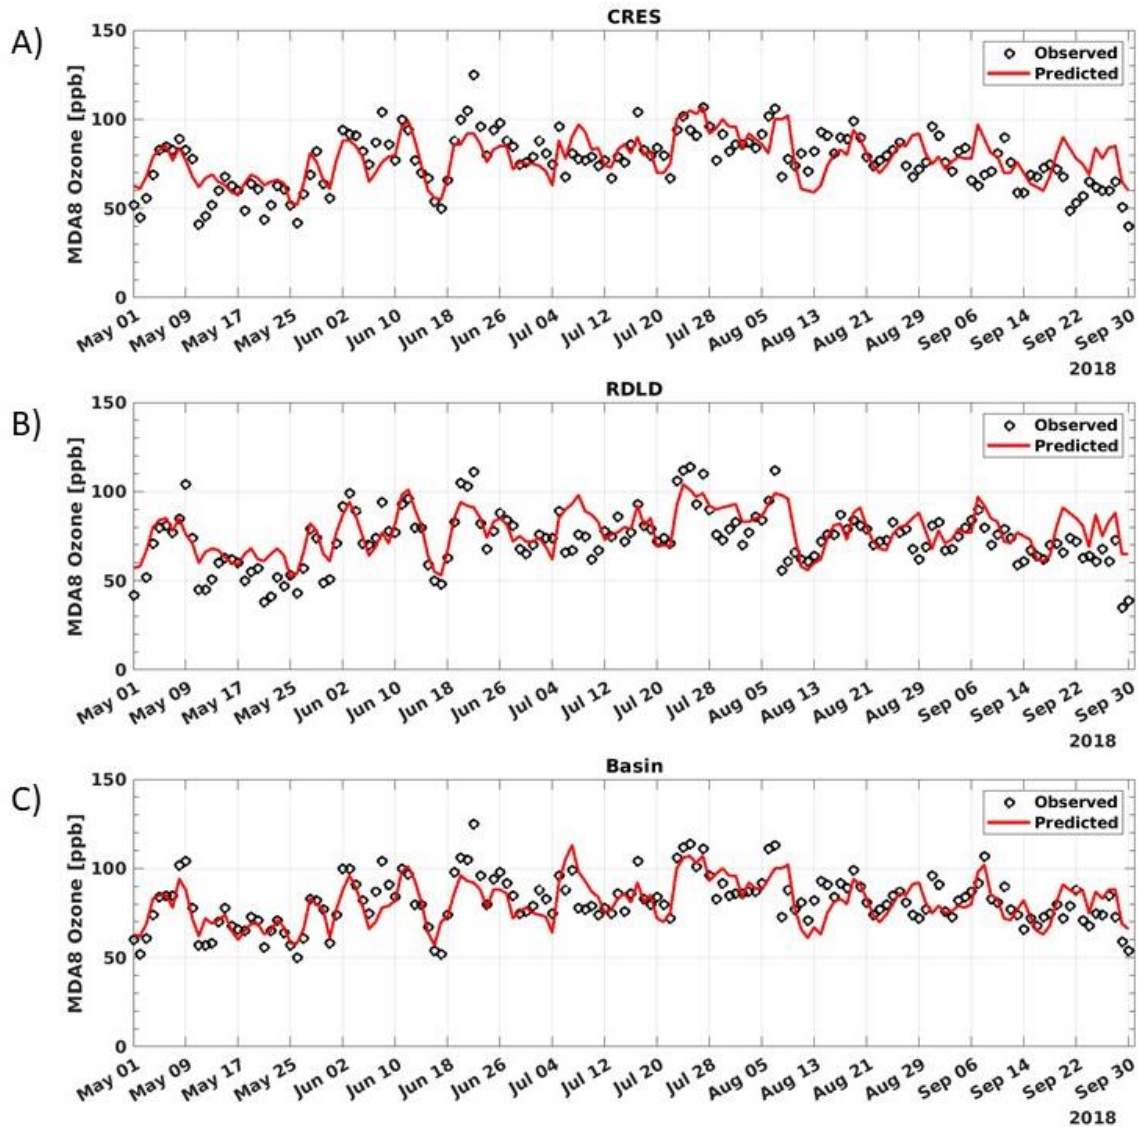 A)
CRES
MDA8 Ozone [ppb]
150
100
50
0
Observed
Predicted
May 01 May 09 May 17 May 25 Jun 02 Jun 10 Jun 18 Jun 26 Jul 04 Jul 12 Jul 20 Jul 28 Aug 05 Aug 13 Aug 21 Aug 29 Sep 06 Sep 14 Sep 22 Sep 30
2018
B)
RDLD
MDA8 Ozone [ppb]
150
100
50
0
Observed
Predicted
May 01 May 09 May 17 May 25 Jun 02 Jun 10 Jun 18 Jun 26 Jul 04 Jul 12 Jul 20 Jul 28 Aug 05 Aug 13 Aug 21 Aug 29 Sep 06 Sep 14 Sep 22 Sep 30
2018
C)
Basin
MDA8 Ozone [ppb]
150
100
50
0
Observed
Predicted
May 01 May 09 May 17 May 25 Jun 02 Jun 10 Jun 18 Jun 26 Jul 04 Jul 12 Jul 20 Jul 28 Aug 05 Aug 13 Aug 21 Aug 29 Sep 06 Sep 14 Sep 22 Sep 30
2018